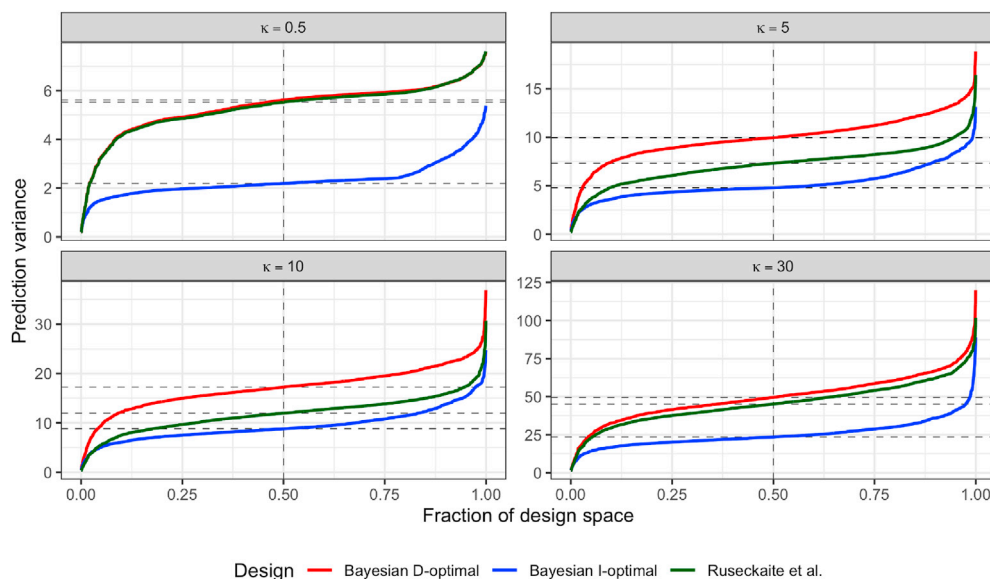 κ = 0.5
κ = 5
6
4
2
0
15
10
5
0
κ = 10
κ = 30
30
20
10
0
125
100
75
50
25
0
0.00 0.25 0.50 0.75 1.00
0.00 0.25 0.50 0.75 1.00
Prediction variance
Fraction of design space
Design Bayesian D-optimal Bayesian I-optimal Ruseckaite et al.